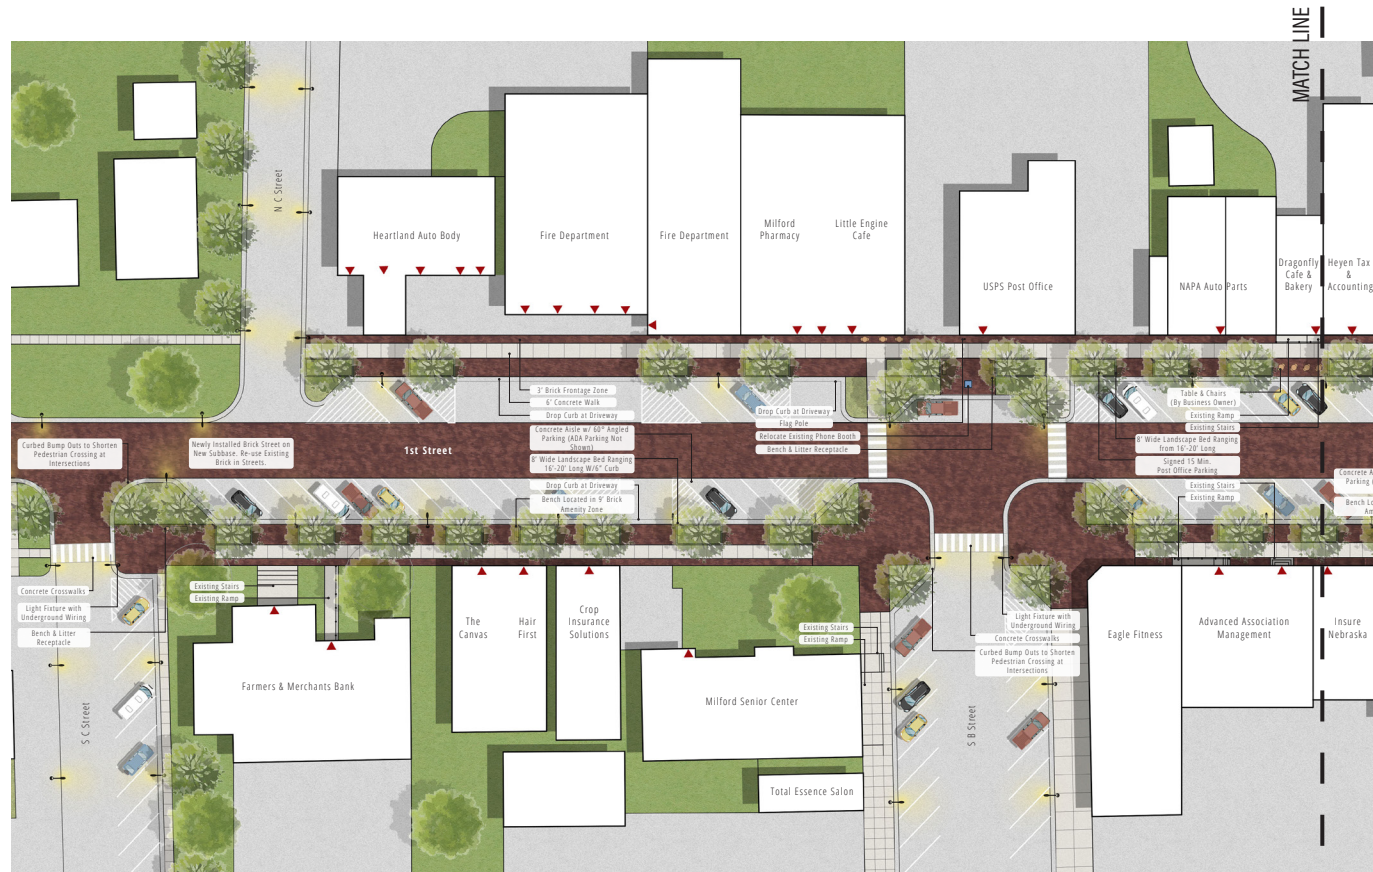 MATCH LINE
N C Street
Heartland Auto Body
Fire Department
Fire Department
Milford
Pharmacy
Little Engine
Cafe
USPS Post Office
NAPA Auto Parts
Dragonfly
Cafe &
Bakery
Heyen Tax
&
Accounting
3' Brick Frontage Zone
6' Concrete Walk
Drop Curb at Driveway
Concrete Aisle w/ 60° Angled
Parking (ADA Parking Not
Shown)
8' Wide Landscape Bed Ranging
16'-20' Long W/6" Curb
Drop Curb at Driveway
Bench Located in 9' Brick
Amenity Zone
Drop Curb at Driveway
Flag Pole
Relocate Existing Phone Booth
Bench & Litter Receptacle
Table & Chairs
(By Business Owner)
Existing Ramp
Existing Stairs
8' Wide Landscape Bed Ranging
from 16'-20' Long
Signed 15 Min.
Post Office Parking
Existing Stairs
Existing Ramp
Concrete A
Parking (
Bench Lo
Am
Curbed Bump Outs to Shorten
Pedestrian Crossing at
Intersections
Newly Installed Brick Street on
New Subbase. Re-use Existing
Brick in Streets.
1st Street
Concrete Crosswalks
Light Fixture with
Underground Wiring
Bench & Litter
Receptacle
Existing Stairs
Existing Ramp
Farmers & Merchants Bank
The
Canvas
Hair
First
Crop
Insurance
Solutions
Milford Senior Center
Existing Stairs
Existing Ramp
Total Essence Salon
Light Fixture with
Underground Wiring
Concrete Crosswalks
Curbed Bump Outs to Shorten
Pedestrian Crossing at
Intersections
Eagle Fitness
Advanced Association
Management
Insure
Nebraska
S C Street
S B Street